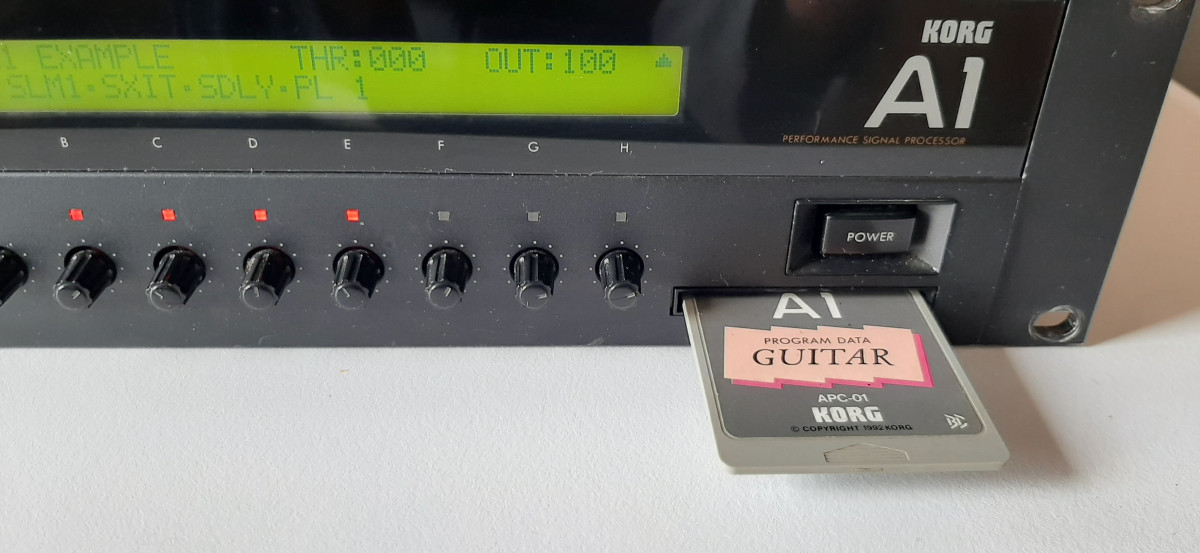 1 EXAMPLE THR:000 OUT:100
SLM1·SXIT·SDLY·PL 1
KORG
A1
PERFORMANCE SIGNAL PROCESSOR
B C D E F G H
POWER
A1
PROGRAM DATA
GUITAR
APC-01
KORG
© COPYRIGHT 1992 KORG